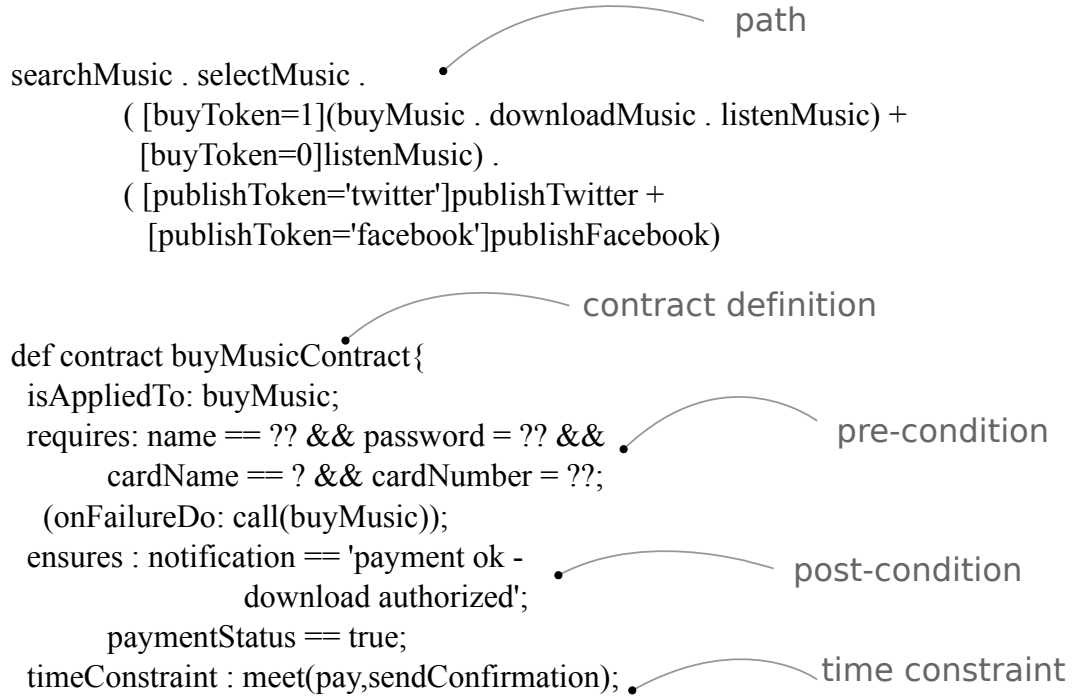 path
searchMusic . selectMusic .
( [buyToken=1](buyMusic . downloadMusic . listenMusic) +
[buyToken=0]listenMusic) .
( [publishToken='twitter']publishTwitter +
[publishToken='facebook']publishFacebook)
contract definition
def contract buyMusicContract{
isAppliedTo: buyMusic;
requires: name == ?? && password = ?? &&
pre-condition
cardName == ? && cardNumber = ??;
(onFailureDo: call(buyMusic));
ensures : notification == 'payment ok -
post-condition
download authorized';
paymentStatus == true;
timeConstraint : meet(pay,sendConfirmation);
time constraint